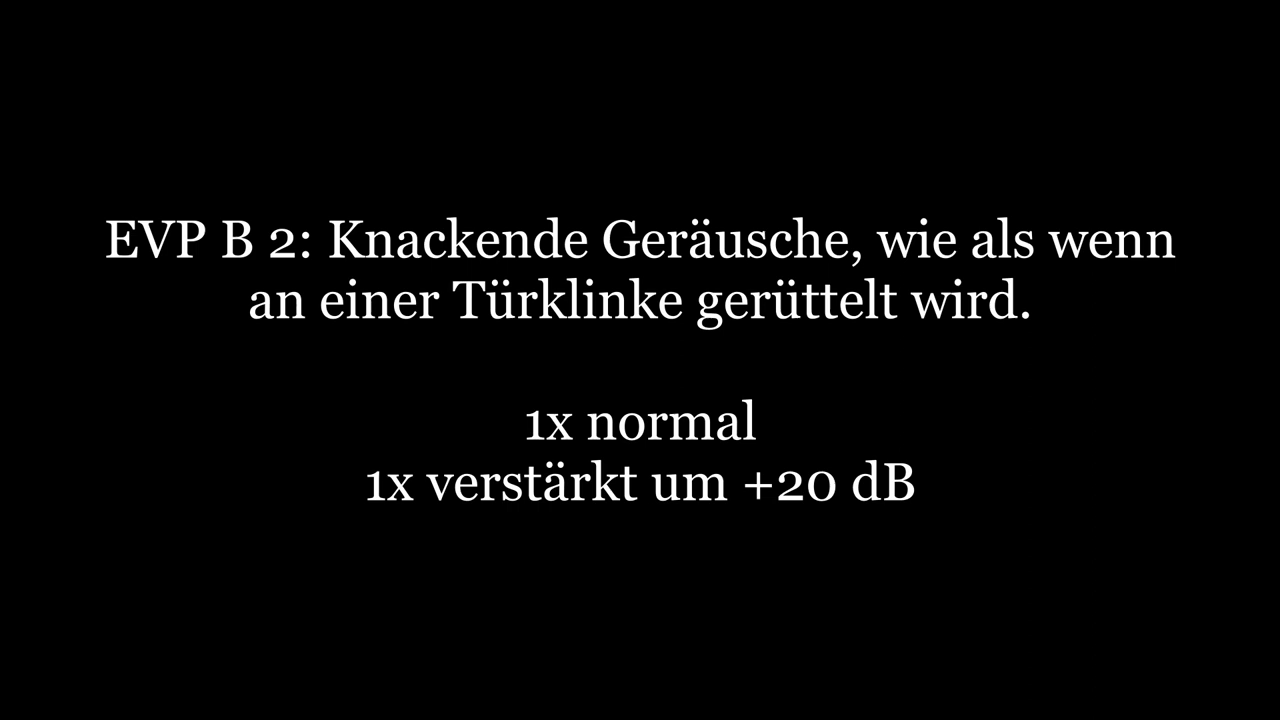 EVP B 2: Knackende Geräusche, wie als wenn
an einer Türklinke gerüttelt wird.
1x normal
1x verstärkt um +20 dB